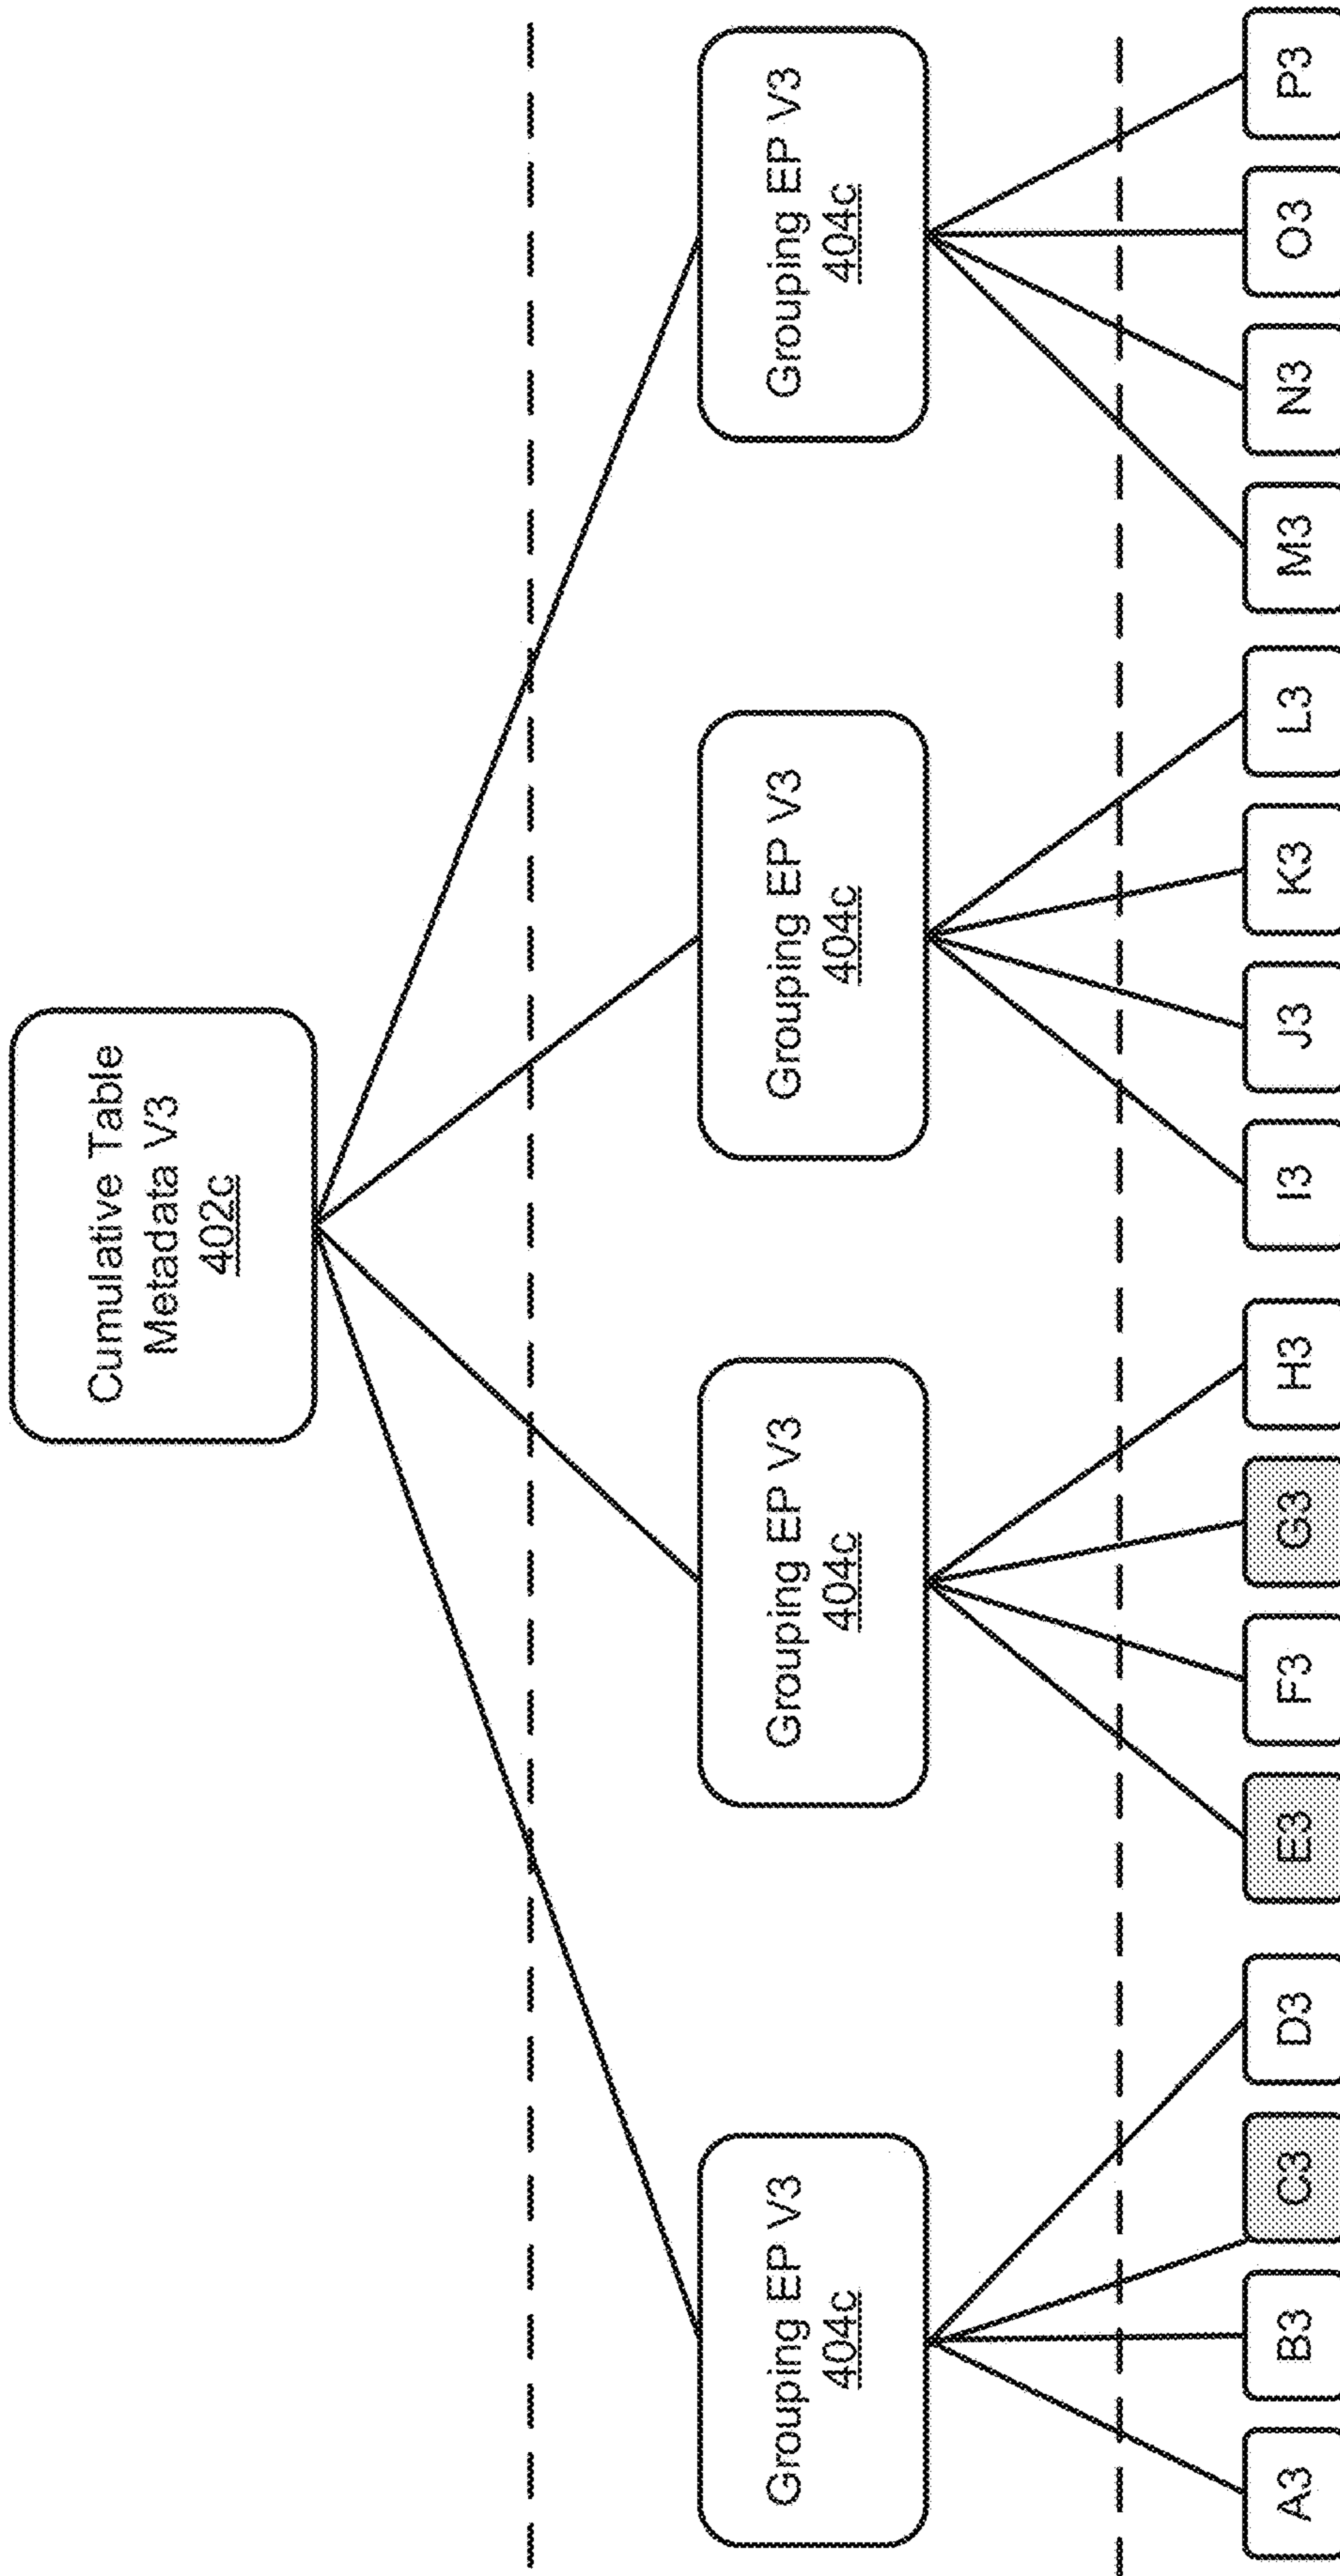 Cumulative Table
Metadata V3
402c
Grouping EP V3
404c
Grouping EP V3
404c
Grouping EP V3
404c
Grouping EP V3
404c
A3
B3
C3
D3
E3
F3
G3
H3
I3
J3
K3
L3
M3
N3
O3
P3